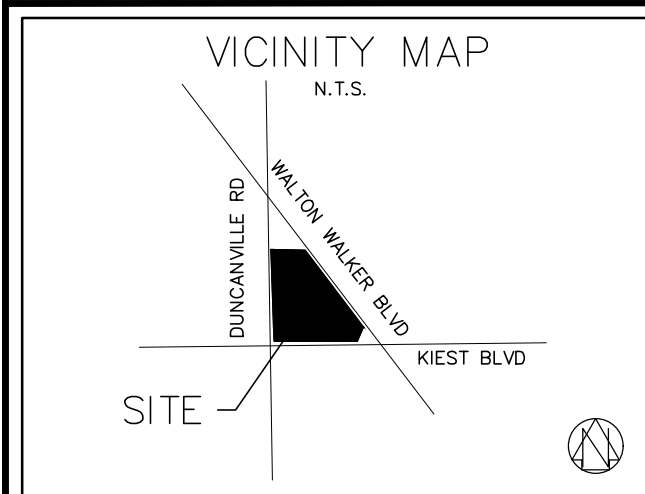 VICINITY MAP
N.T.S.
DUNCANVILLE RD
WALTON WALKER BLVD
KIEST BLVD
SITE
N